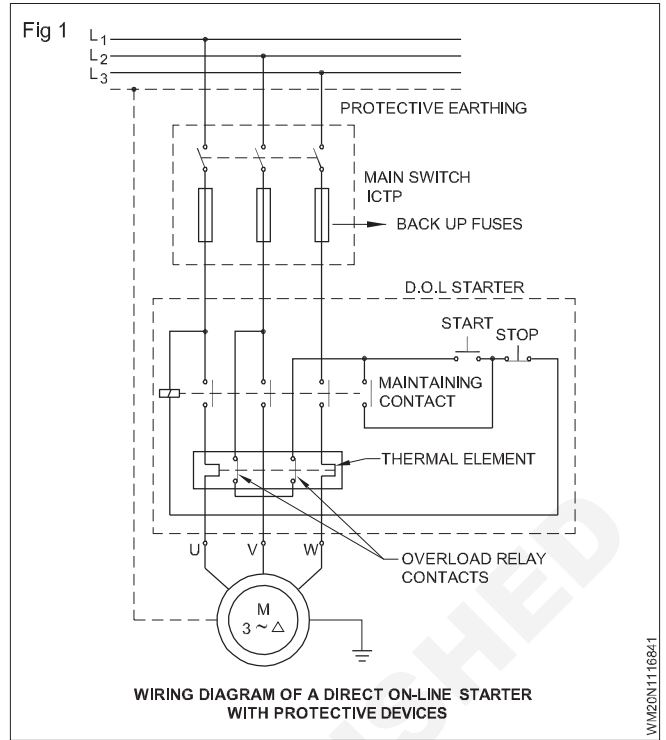 Fig 1
L1
L2
L3
PROTECTIVE EARTHING
MAIN SWITCH
ICTP
BACK UP FUSES
D.O.L STARTER
START
STOP
MAINTAINING
CONTACT
THERMAL ELEMENT
U V W
OVERLOAD RELAY
CONTACTS
M
3 ~ △
WIRING DIAGRAM OF A DIRECT ON-LINE STARTER
WITH PROTECTIVE DEVICES
WM20N1116841
SHED